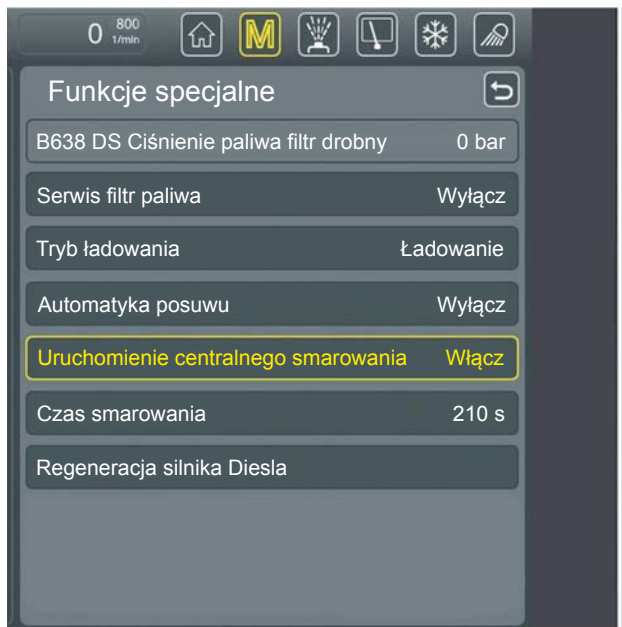 0 800 1/min M
Funkcje specjalne
B638 DS Ciśnienie paliwa filtr drobny 0 bar
Serwis filtr paliwa Wyłącz
Tryb ładowania Ładowanie
Automatyka posuwu Wyłącz
Uruchomienie centralnego smarowania Włącz
Czas smarowania 210 s
Regeneracja silnika Diesla